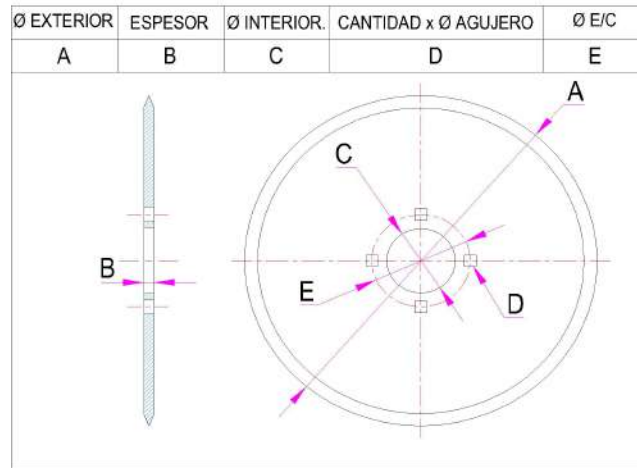 Ø EXTERIOR ESPESOR Ø INTERIOR. CANTIDAD x Ø AGUJERO Ø E/C
A B C D E
A
C
B
E
D